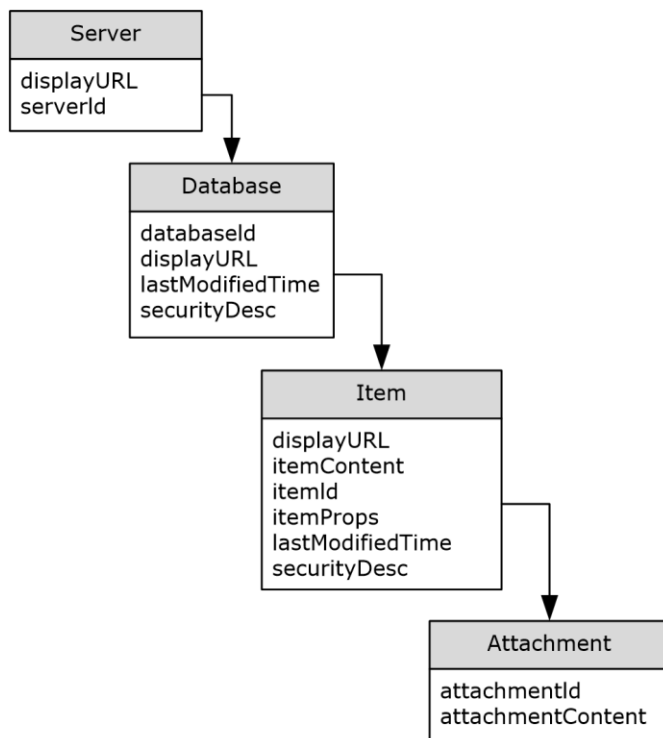 Server
displayURL
serverId
Database
databaseId
displayURL
lastModifiedTime
securityDesc
Item
displayURL
itemContent
itemId
itemProps
lastModifiedTime
securityDesc
Attachment
attachmentId
attachmentContent